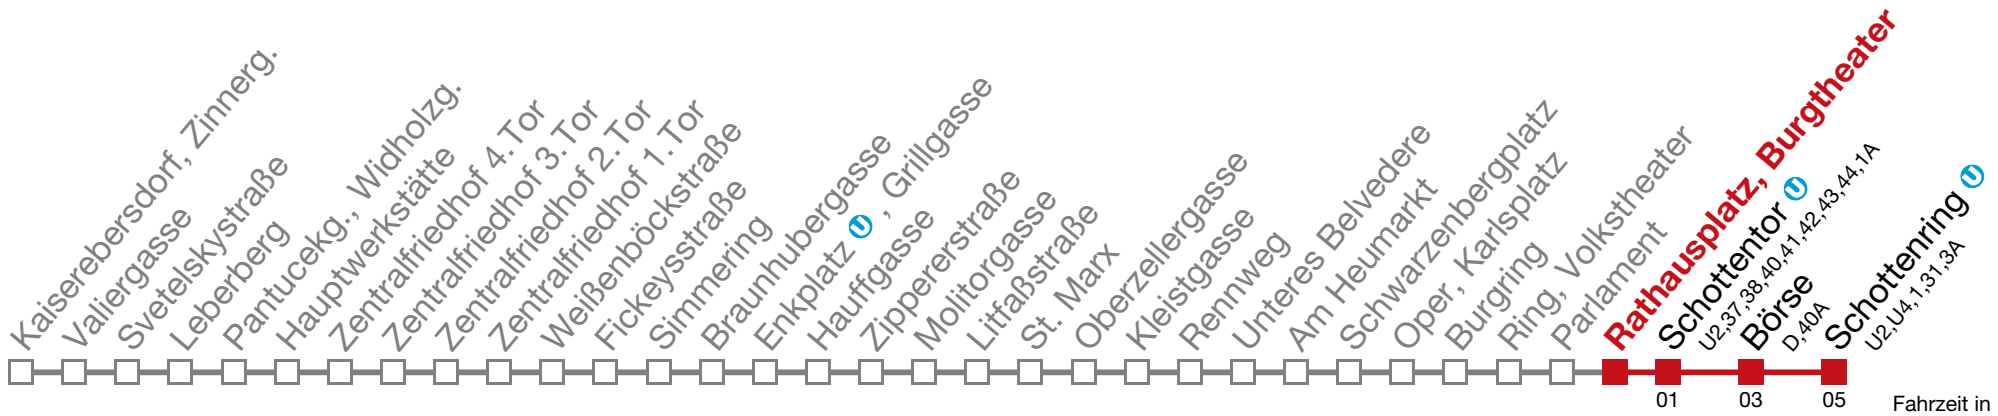 Kaiserebersdorf, Zinnerg.
Valiergasse
Svetelskystraße
Leberberg
Pantucekg., Widholzg.
Hauptwerkstätte
Zentralfriedhof 4.Tor
Zentralfriedhof 3.Tor
Zentralfriedhof 2.Tor
Zentralfriedhof 1.Tor
Weißenböckstraße
Fickeysstraße
Simmering
Braunhubergasse
Enkplatz U , Grillgasse
Hauffgasse
Zippererstraße
Molitorgasse
Litfaßstraße
St. Marx
Oberzellergasse
Kleistgasse
Rennweg
Unteres Belvedere
Am Heumarkt
Schwarzenbergplatz
Oper, Karlsplatz
Burgring
Ring, Volkstheater
Parlament
Rathausplatz, Burgtheater
Schottentor U
U2,37,38,40,41,42,43,44,1A
Börse
D,40A
Schottenring U
U2,U4,1,31,3A
01
03
05
Fahrzeit in